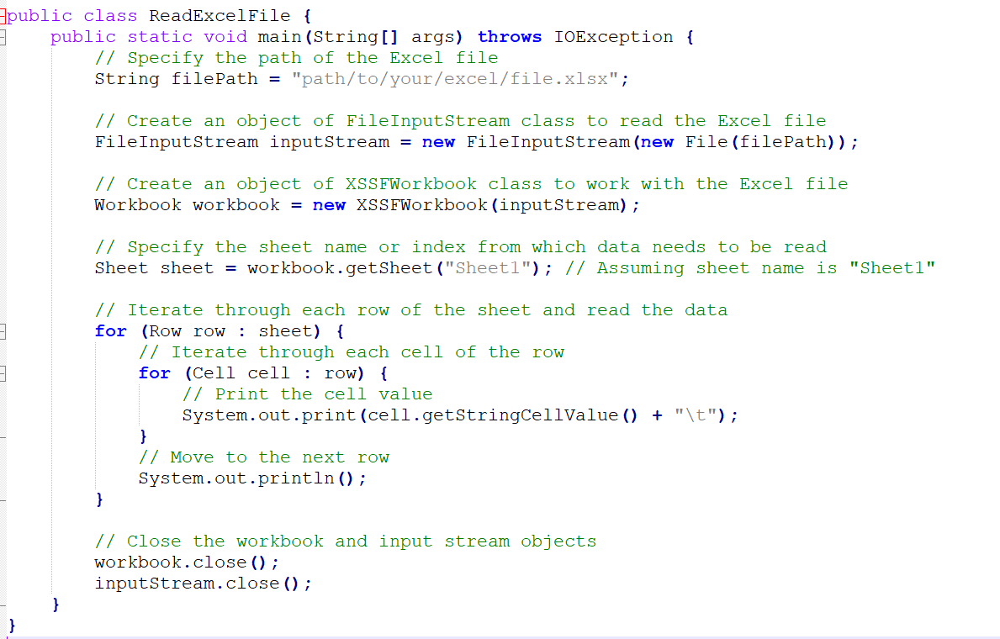 public class ReadExcelFile {
    public static void main(String[] args) throws IOException {
        // Specify the path of the Excel file
        String filePath = "path/to/your/excel/file.xlsx";

        // Create an object of FileInputStream class to read the Excel file
        FileInputStream inputStream = new FileInputStream(new File(filePath));

        // Create an object of XSSFWorkbook class to work with the Excel file
        Workbook workbook = new XSSFWorkbook(inputStream);

        // Specify the sheet name or index from which data needs to be read
        Sheet sheet = workbook.getSheet("Sheet1"); // Assuming sheet name is "Sheet1"

        // Iterate through each row of the sheet and read the data
        for (Row row : sheet) {
            // Iterate through each cell of the row
            for (Cell cell : row) {
                // Print the cell value
                System.out.print(cell.getStringCellValue() + "\t");
            }
            // Move to the next row
            System.out.println();
        }

        // Close the workbook and input stream objects
        workbook.close();
        inputStream.close();
    }
}